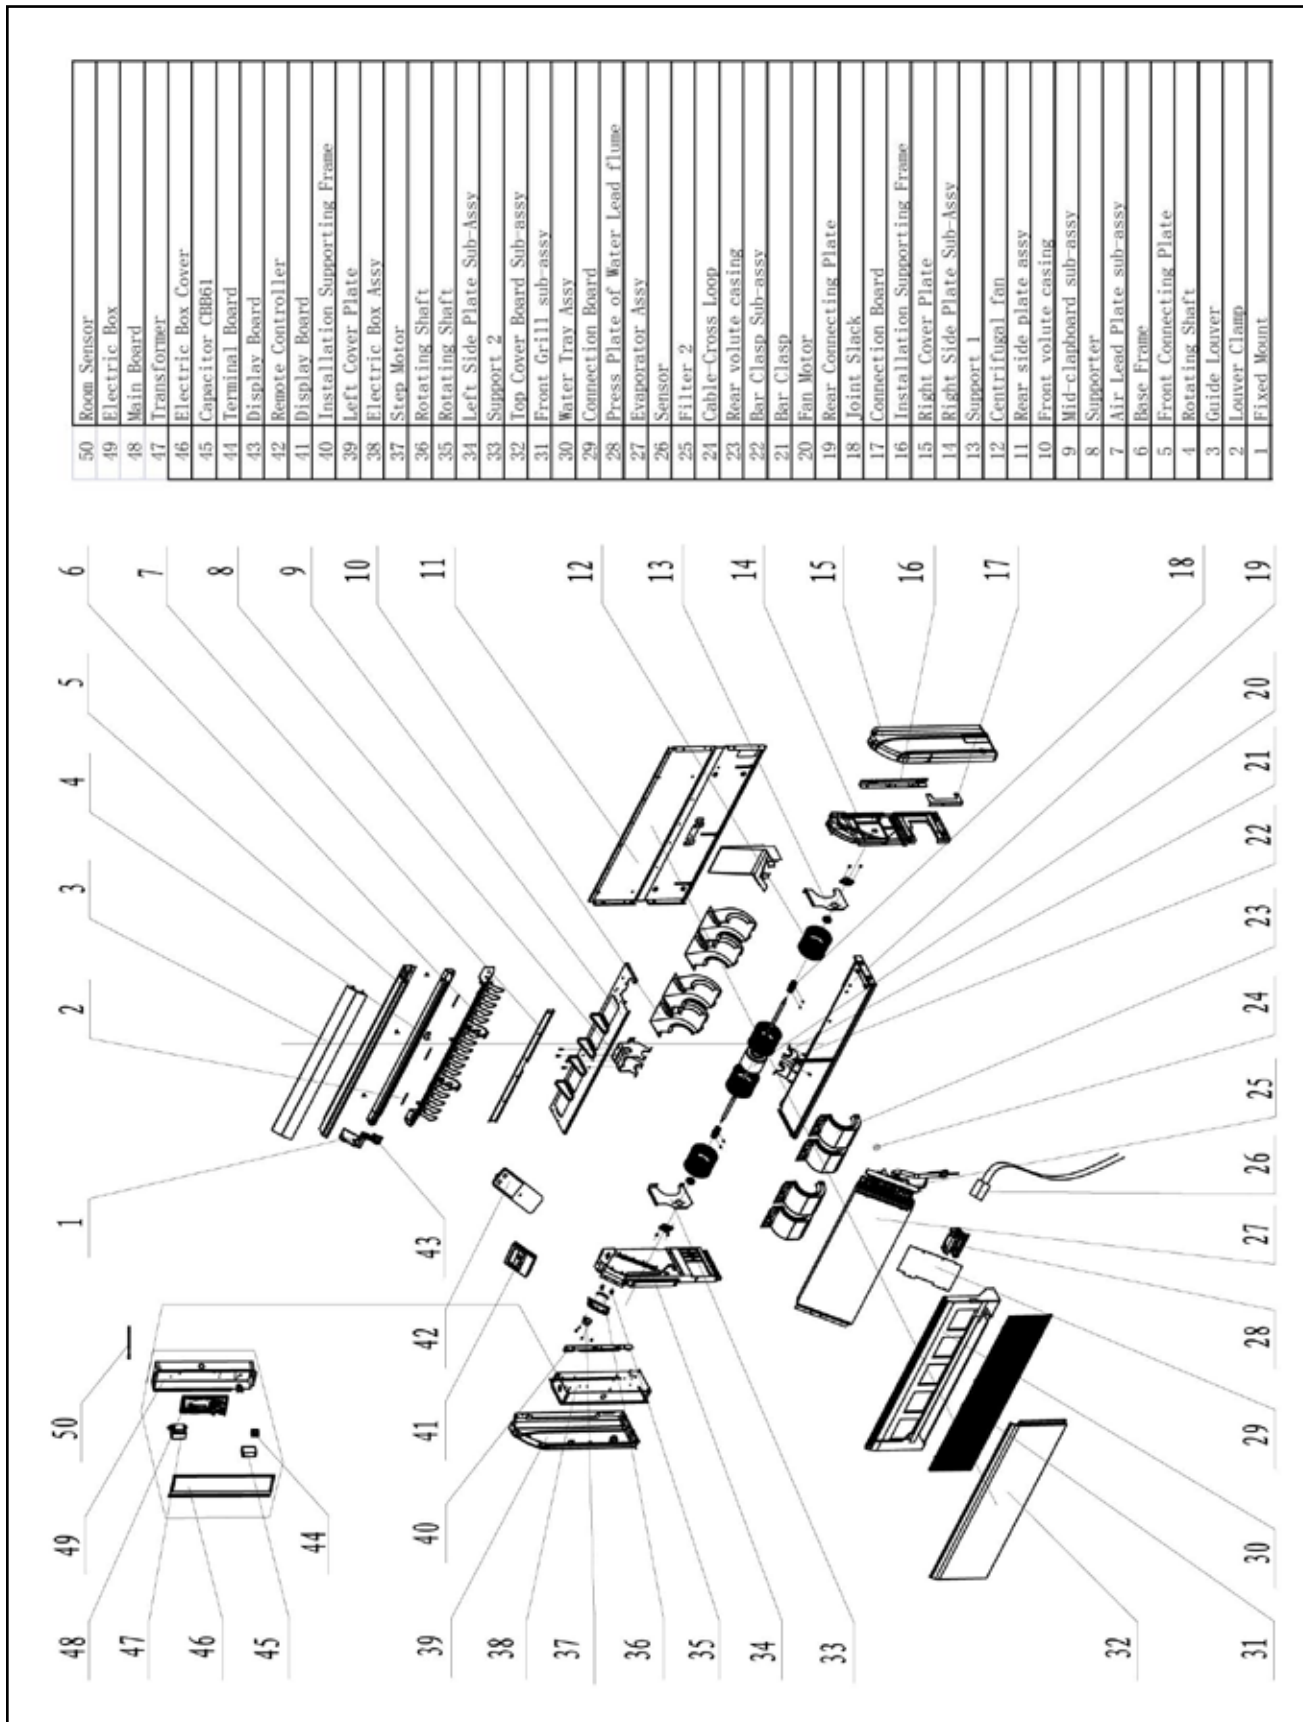 50 Room Sensor
49 Electric Box
48 Main Board
47 Transformer
46 Electric Box Cover
45 Capacitor CBB61
44 Terminal Board
43 Display Board
42 Remote Controller
41 Display Board
40 Installation Supporting Frame
39 Left Cover Plate
38 Electric Box Assy
37 Step Motor
36 Rotating Shaft
35 Rotating Shaft
34 Left Side Plate Sub-Assy
33 Support 2
32 Top Cover Board Sub-assy
31 Front Grill sub-assy
30 Water Tray Assy
29 Connection Board
28 Press Plate of Water Lead flume
27 Evaporator Assy
26 Sensor
25 Filter 2
24 Cable-Cross Loop
23 Rear volute casing
22 Bar Clasp Sub-assy
21 Bar Clasp
20 Fan Motor
19 Rear Connecting Plate
18 Joint Slack
17 Connection Board
16 Installation Supporting Frame
15 Right Cover Plate
14 Right Side Plate Sub-Assy
13 Support 1
12 Centrifugal fan
11 Rear side plate assy
10 Front volute casing
9 Mid-clapboard sub-assy
8 Supporter
7 Air Lead Plate sub-assy
6 Base Frame
5 Front Connecting Plate
4 Rotating Shaft
3 Guide Louver
2 Louver Clamp
1 Fixed Mount
1
2
3
4
5
6
7
8
9
10
11
12
13
14
15
16
17
18
19
20
21
22
23
24
25
26
27
28
29
30
31
32
33
34
35
36
37
38
39
40
41
42
43
44
45
46
47
48
49
50